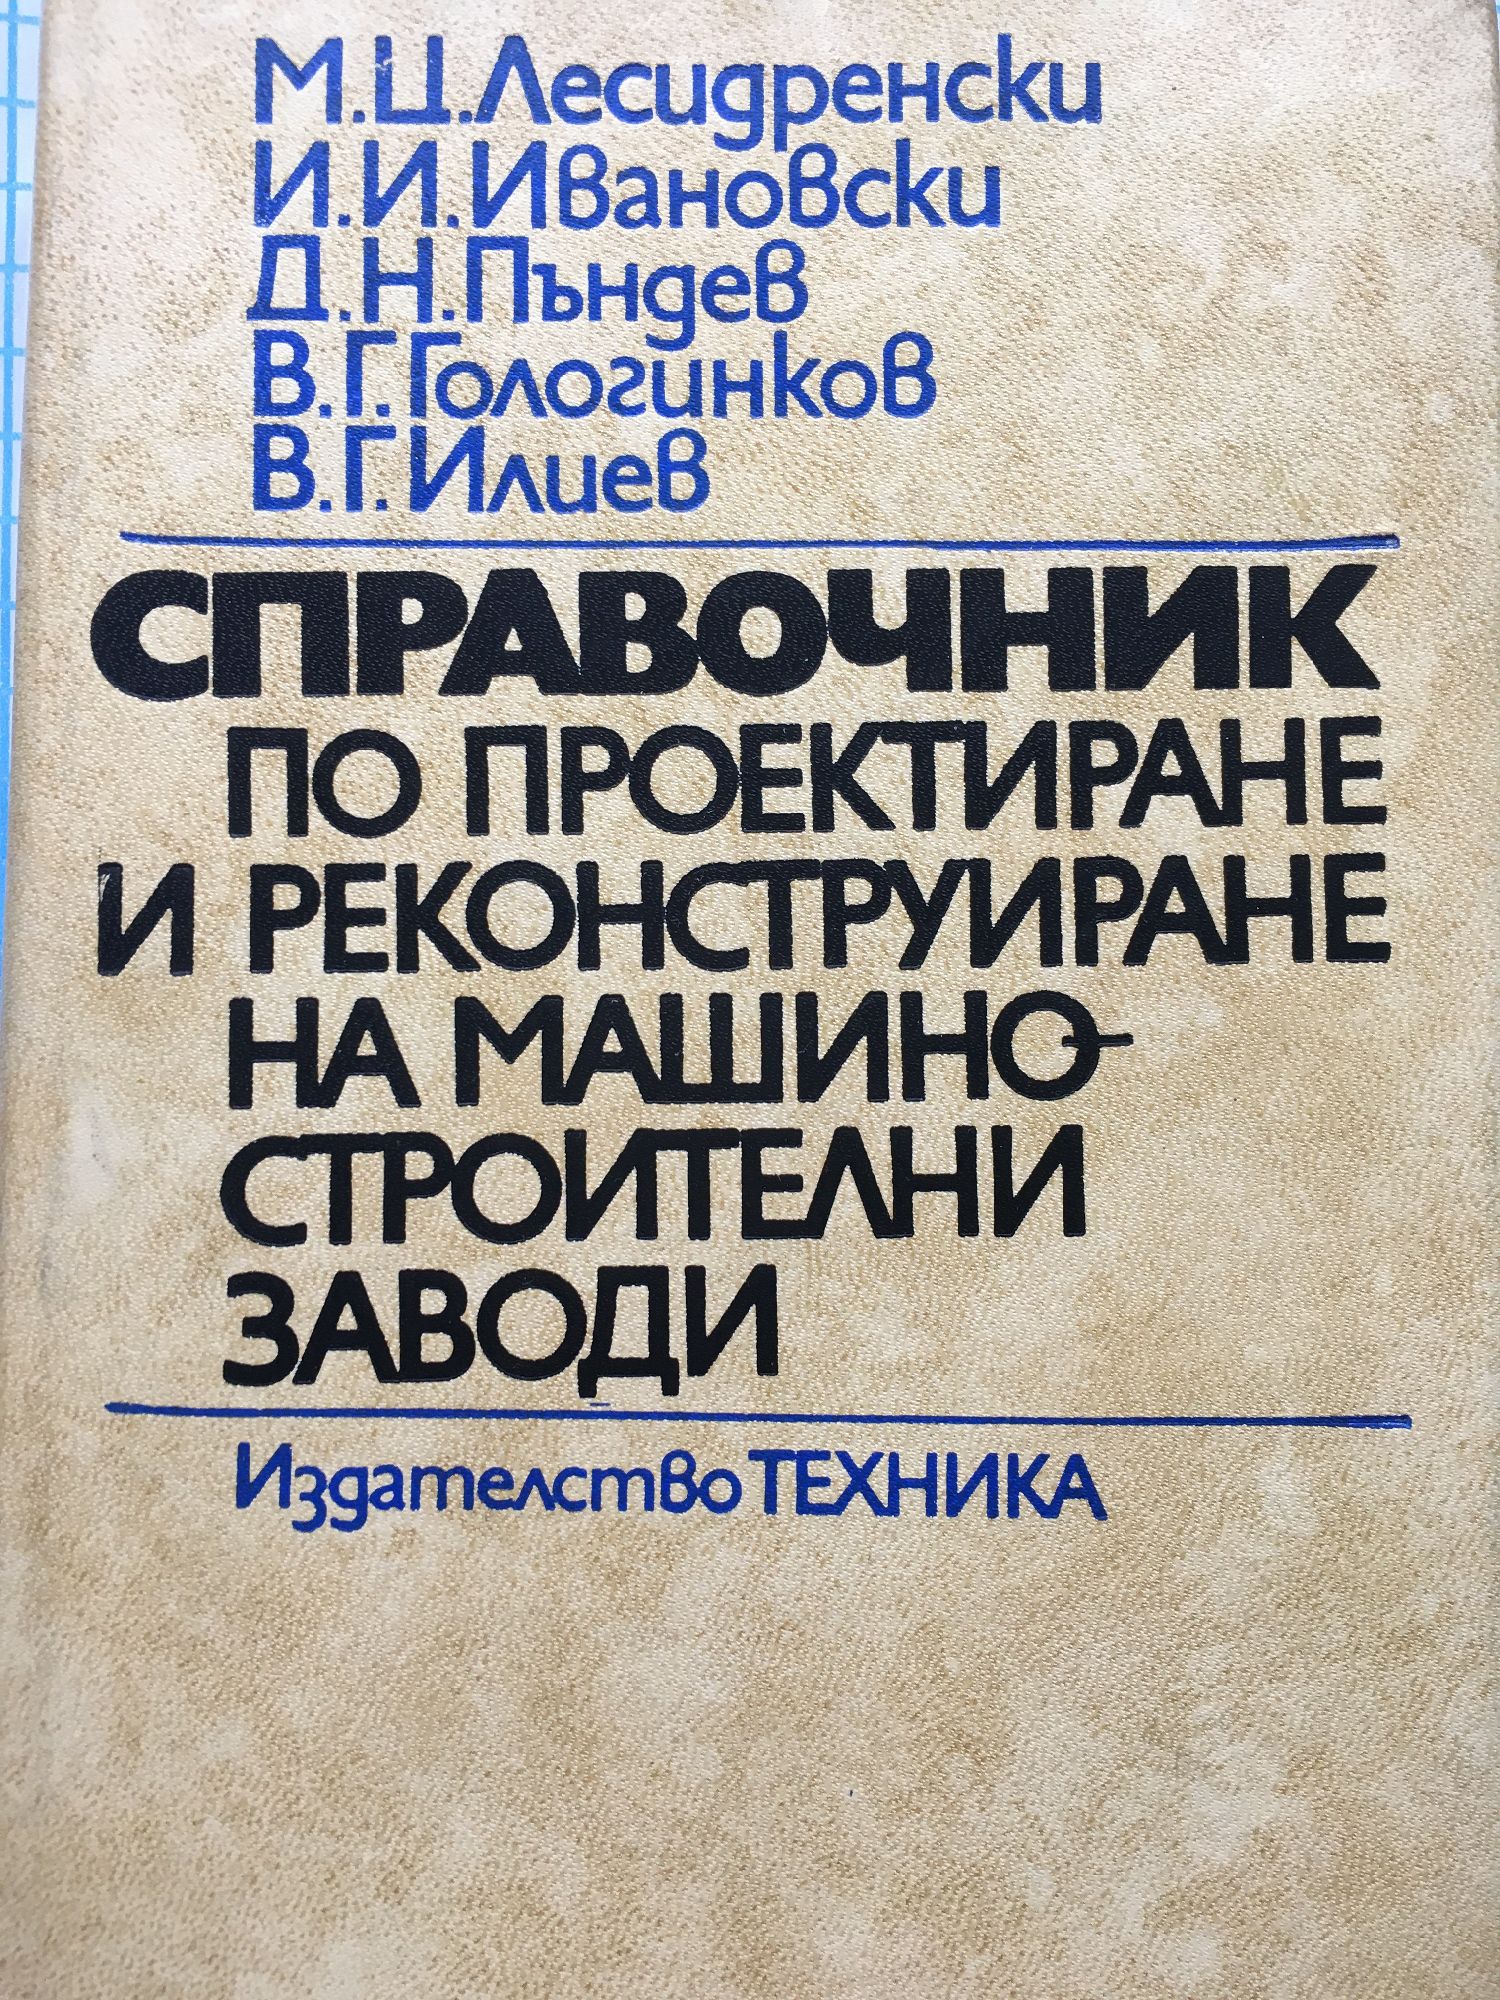 М.Ц.Лесидренски
И.И.Ивановски
Д.Н.Пъндев
В.Г.Гологинков
В.Г.Илиев
СПРАВОЧНИК
ПО ПРОЕКТИРАНЕ
И РЕКОНСТРУИРАНЕ
НА МАШИНО-
СТРОИТЕЛНИ
ЗАВОДИ
Издателство ТЕХНИКА